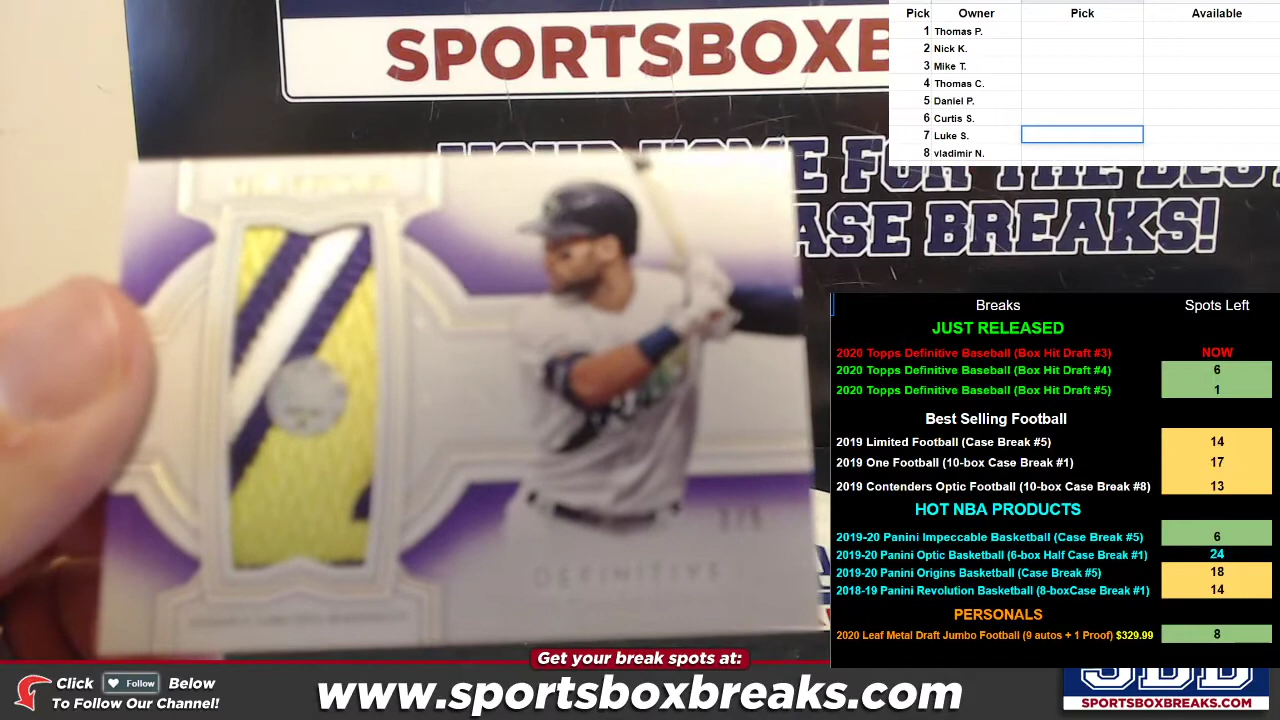 SPORTSBOXB
Pick Owner Pick Available
1 Thomas P.
2 Nick K.
3 Mike T.
4 Thomas C.
5 Daniel P.
6 Curtis S.
7 Luke S.
8 vladimir N.
YOUR HOME FOR THE BEST
ASE BREAKS!
DEFINITIVE
Breaks Spots Left
JUST RELEASED
2020 Topps Definitive Baseball (Box Hit Draft #3) NOW
2020 Topps Definitive Baseball (Box Hit Draft #4) 6
2020 Topps Definitive Baseball (Box Hit Draft #5) 1
Best Selling Football
2019 Limited Football (Case Break #5) 14
2019 One Football (10-box Case Break #1) 17
2019 Contenders Optic Football (10-box Case Break #8) 13
HOT NBA PRODUCTS
2019-20 Panini Impeccable Basketball (Case Break #5) 6
2019-20 Panini Optic Basketball (6-box Half Case Break #1) 24
2019-20 Panini Origins Basketball (Case Break #5) 18
2018-19 Panini Revolution Basketball (8-boxCase Break #1) 14
PERSONALS
2020 Leaf Metal Draft Jumbo Football (9 autos + 1 Proof) $329.99 8
Get your break spots at:
Click Follow Below
To Follow Our Channel!
www.sportsboxbreaks.com
SBB
SPORTSBOXBREAKS.COM